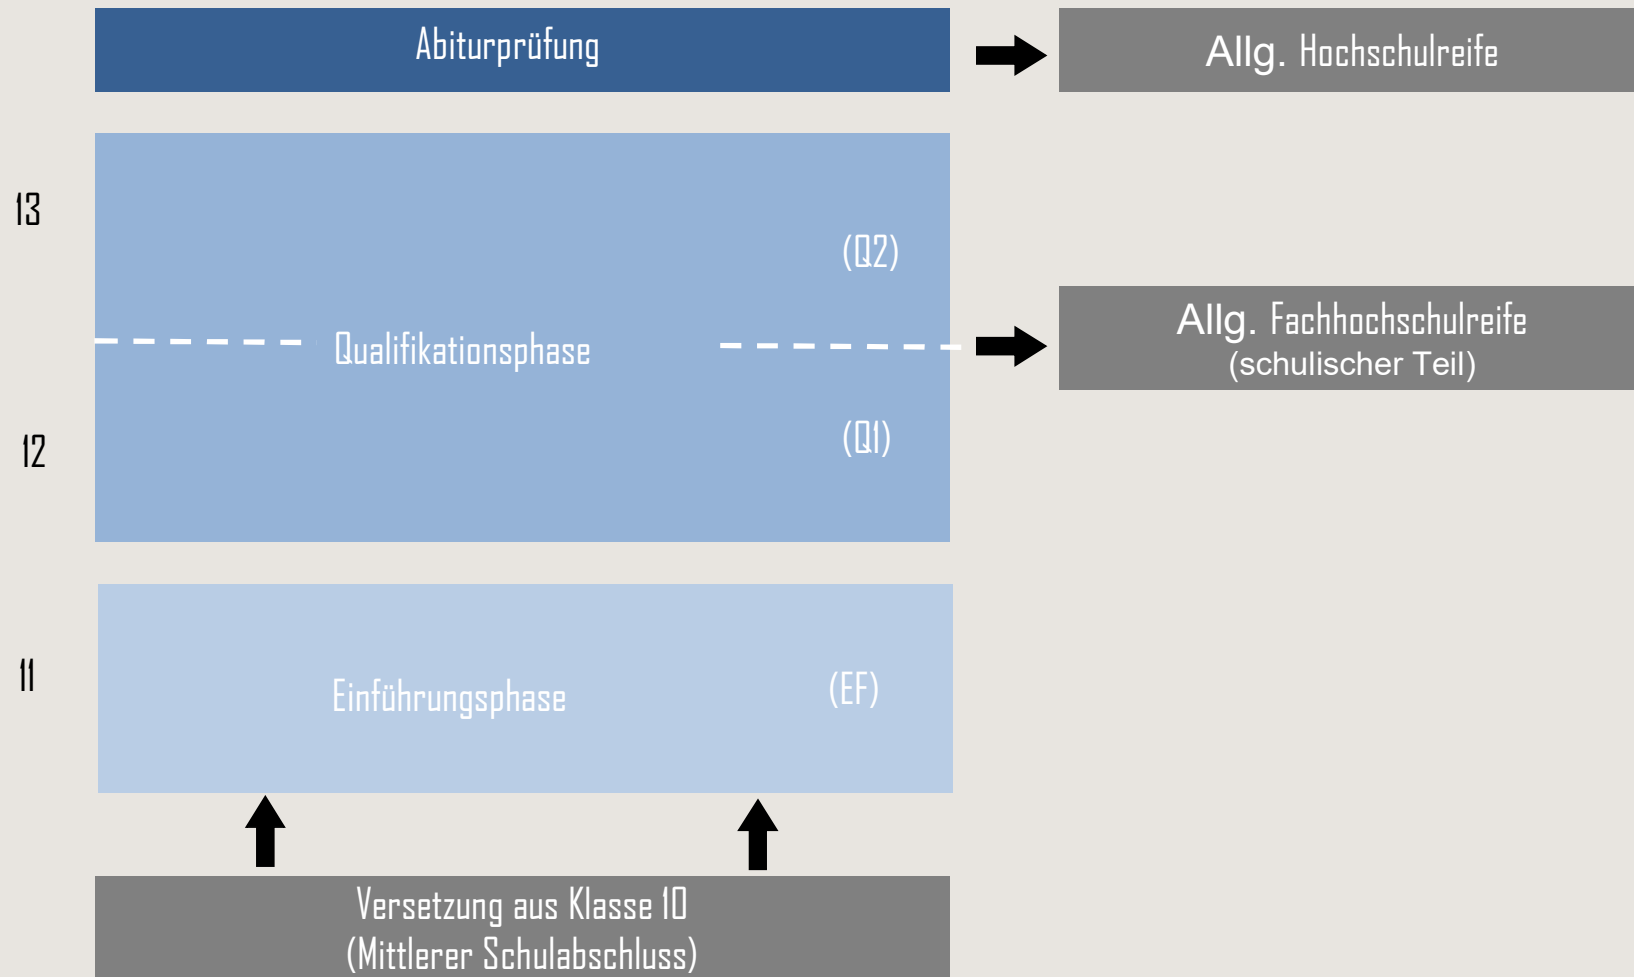 Abiturprüfung
Allg. Hochschulreife
13
(Q2)
Allg. Fachhochschulreife
(schulischer Teil)
Qualifikationsphase
12
(Q1)
11
Einführungsphase
(EF)
Versetzung aus Klasse 10
(Mittlerer Schulabschluss)